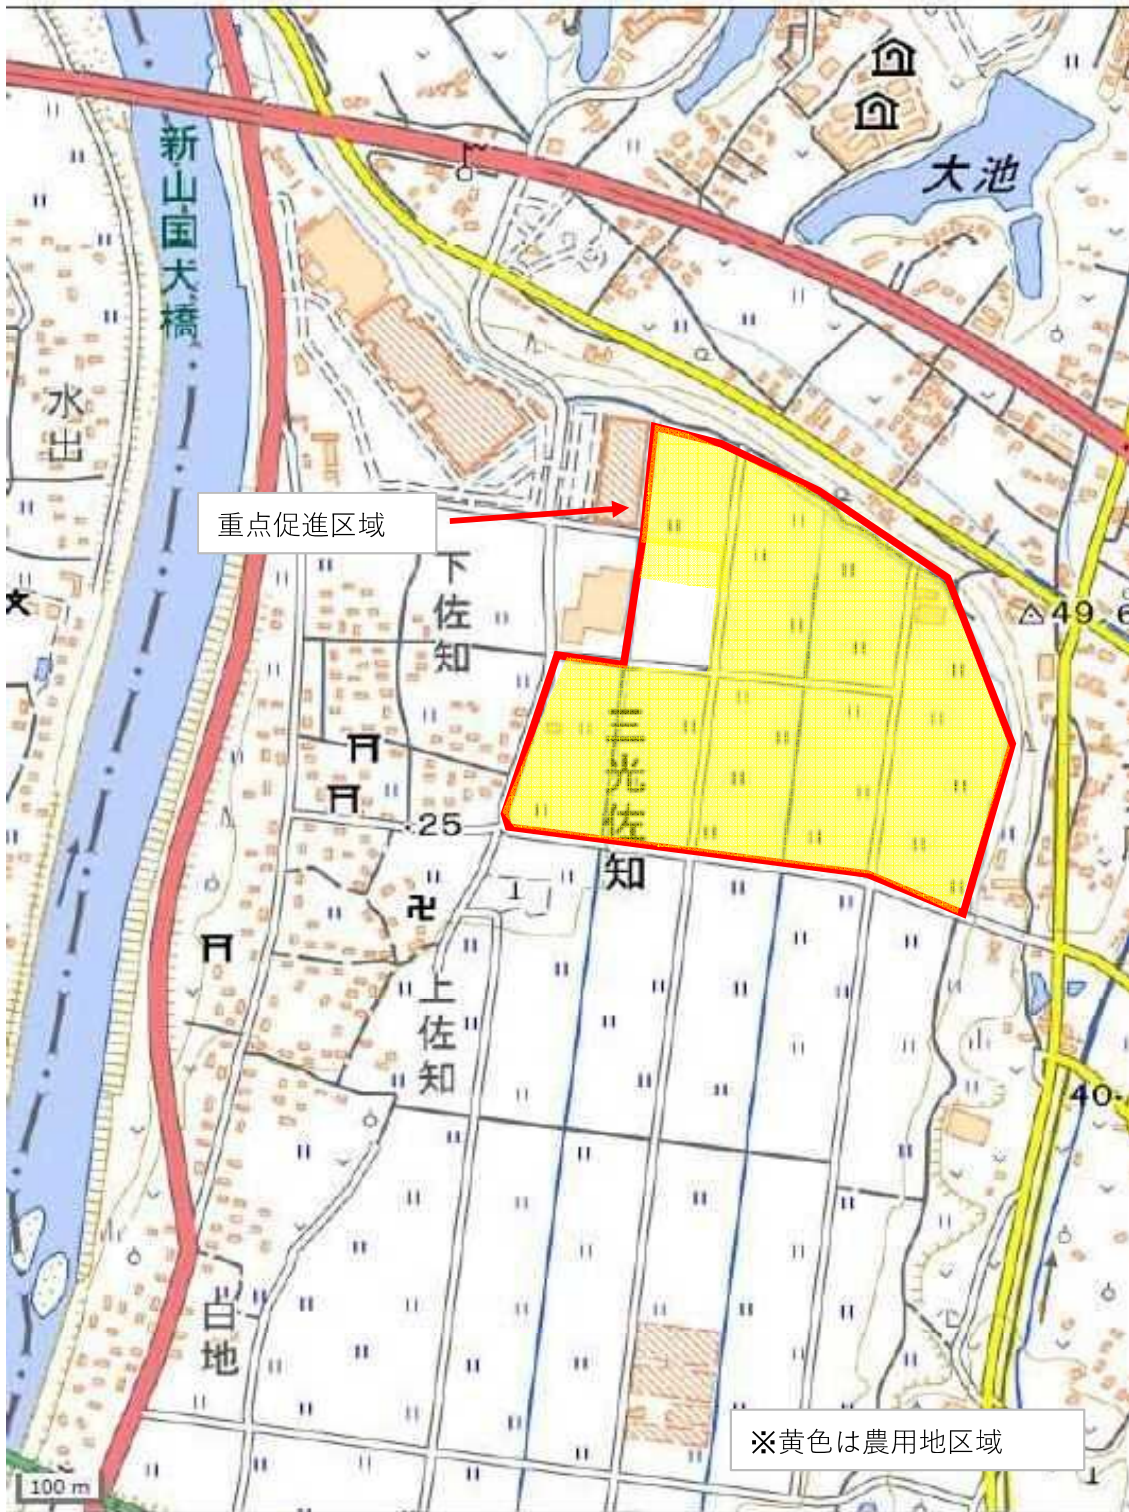 新山国大橋
大池
水出
重点促進区域
下佐知
49.6
三光佐知
25
上佐知
40.
白地
※黄色は農用地区域
100 m